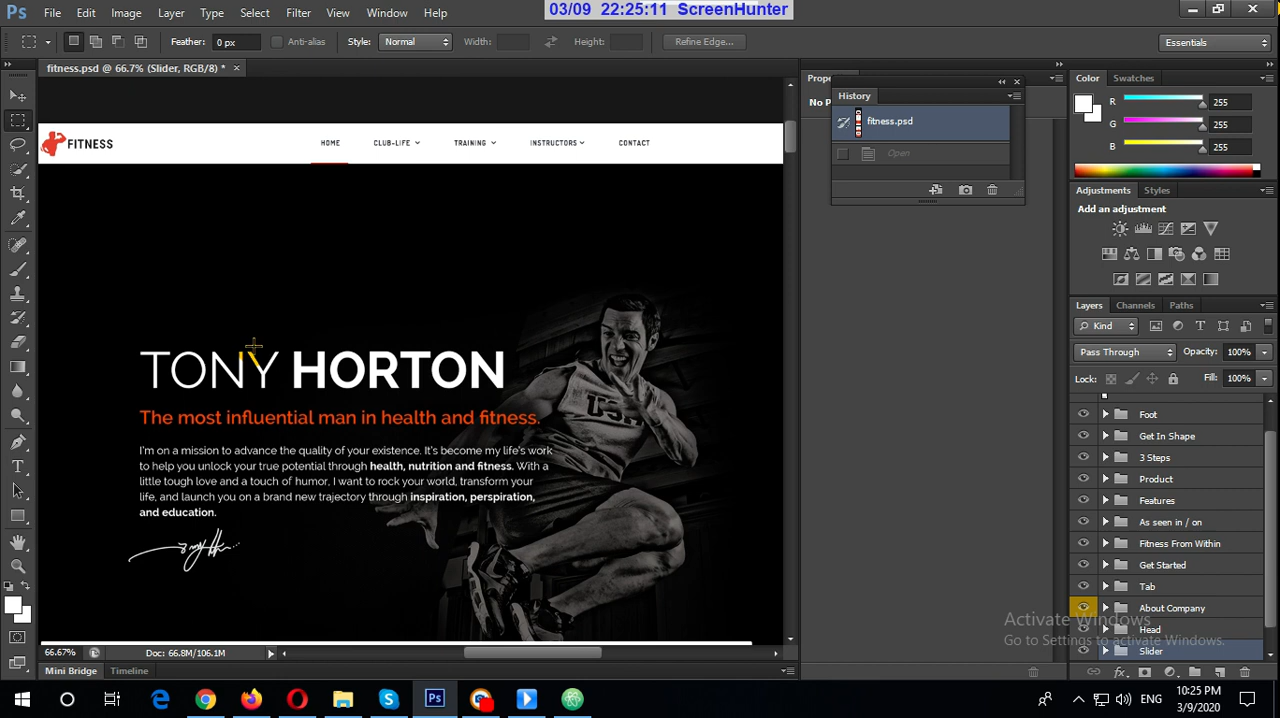 03/09 22:25:11 ScreenHunter
Ps File Edit Image Layer Type Select Filter View Window Help
Feather: 0 px Anti-alias Style: Normal Width: Height: Refine Edge... Essentials
fitness.psd @ 66.7% (Slider, RGB/8) * ×
FITNESS
HOME CLUB-LIFE TRAINING INSTRUCTORS CONTACT
TONY HORTON
The most influential man in health and fitness.
I'm on a mission to advance the quality of your existence. It's become my life's work
to help you unlock your true potential through health, nutrition and fitness. With a
little tough love and a touch of humor, I want to rock your world, transform your
life, and launch you on a brand new trajectory through inspiration, perspiration,
and education.
66.67% Doc: 66.8M/106.1M
Mini Bridge Timeline
History
fitness.psd
Open
Color Swatches
R 255
G 255
B 255
Adjustments Styles
Add an adjustment
Layers Channels Paths
Kind
Pass Through Opacity: 100%
Lock: Fill: 100%
Foot
Get In Shape
3 Steps
Product
Features
As seen in / on
Fitness From Within
Get Started
Tab
About Company
Head
Slider
Activate Windows
Go to Settings to activate Windows.
ENG 10:25 PM
3/9/2020